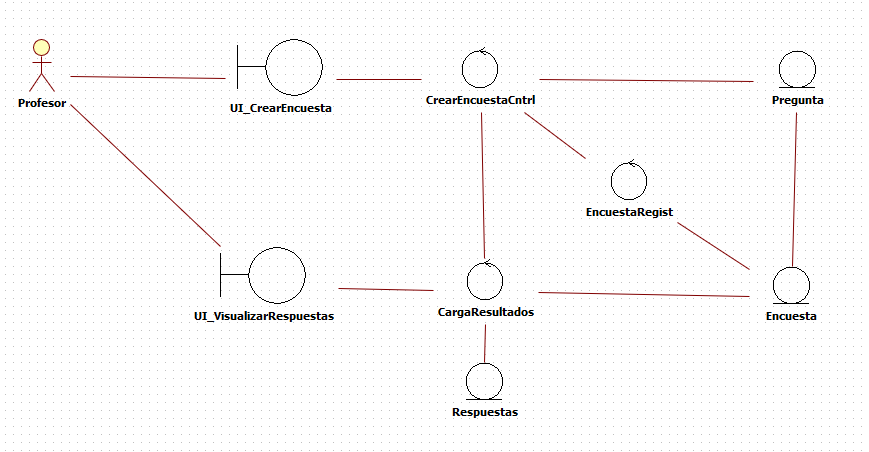 Profesor
UI_CrearEncuesta
CrearEncuestaCntrl
Pregunta
EncuestaRegist
UI_VisualizarRespuestas
CargaResultados
Encuesta
Respuestas